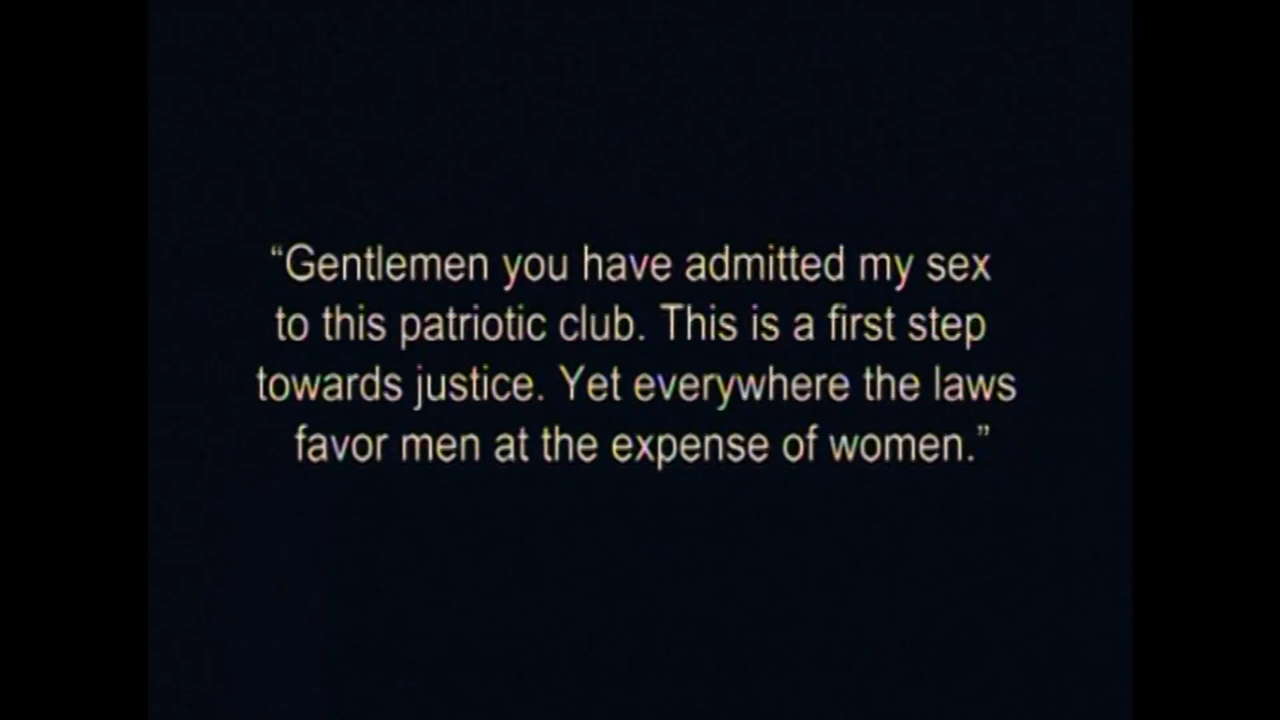 “Gentlemen you have admitted my sex
to this patriotic club. This is a first step
towards justice. Yet everywhere the laws
favor men at the expense of women.”